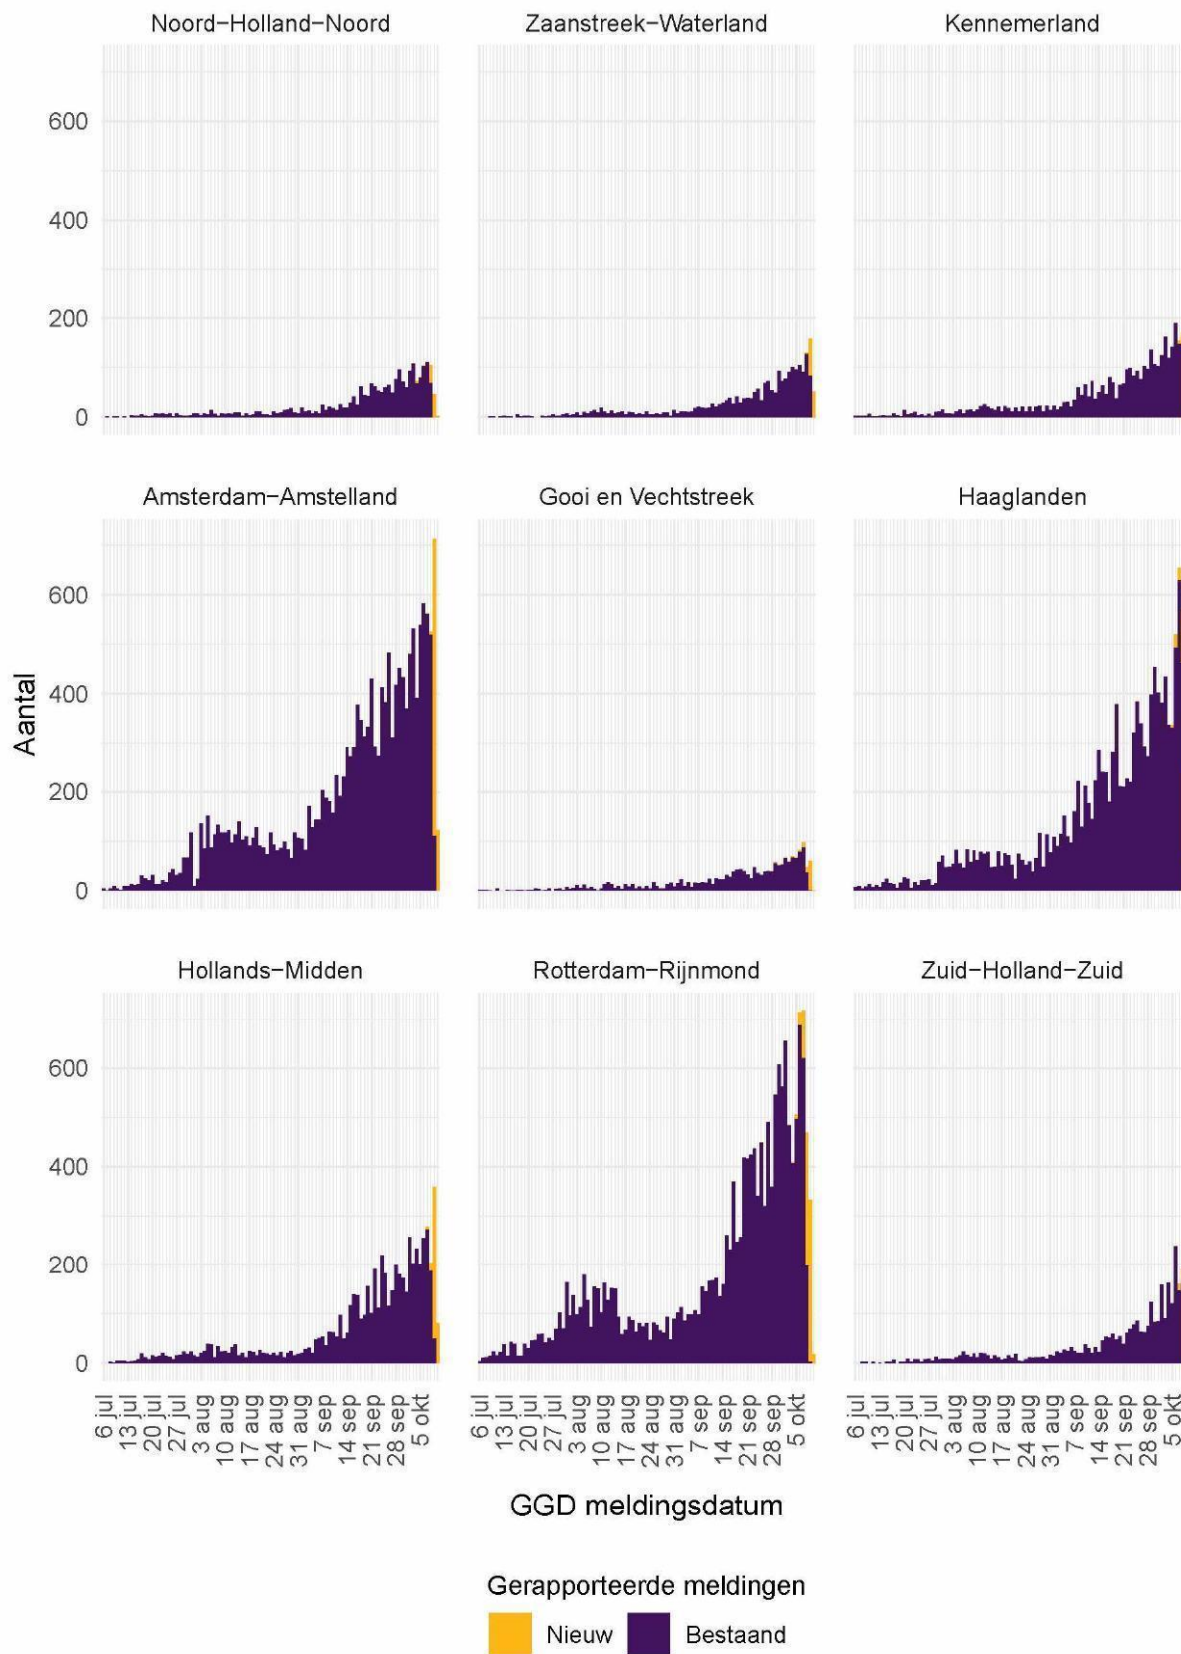 Noord-Holland-Noord
Zaanstreek-Waterland
Kennemerland
600
400
200
0
Amsterdam-Amstelland
Gooi en Vechtstreek
Haaglanden
600
400
200
0
Aantal
Hollands-Midden
Rotterdam-Rijnmond
Zuid-Holland-Zuid
600
400
200
0
6 jul
13 jul
20 jul
27 jul
3 aug
10 aug
17 aug
24 aug
31 aug
7 sep
14 sep
21 sep
28 sep
5 okt
6 jul
13 jul
20 jul
27 jul
3 aug
10 aug
17 aug
24 aug
31 aug
7 sep
14 sep
21 sep
28 sep
5 okt
6 jul
13 jul
20 jul
27 jul
3 aug
10 aug
17 aug
24 aug
31 aug
7 sep
14 sep
21 sep
28 sep
5 okt
GGD meldingsdatum
Gerapporteerde meldingen
Nieuw
Bestaand